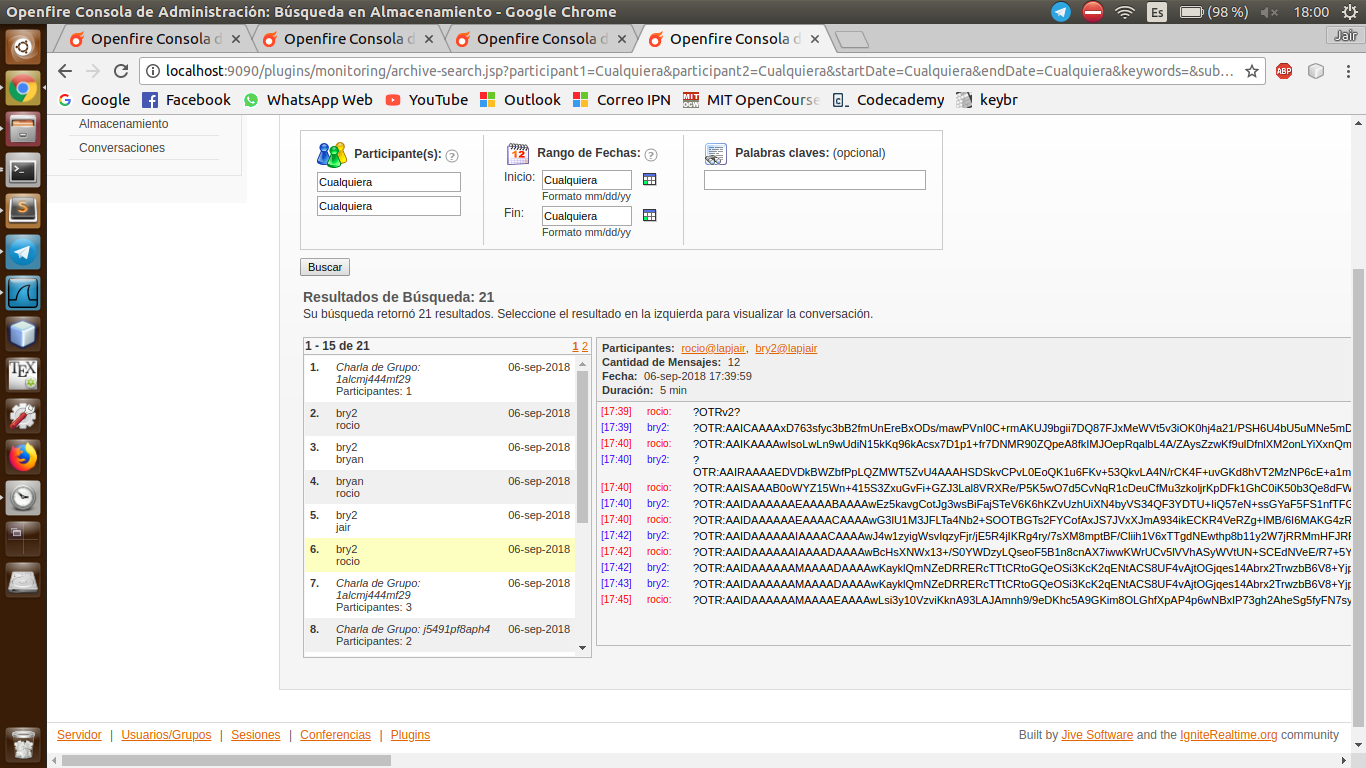 Openfire Consola de Administración: Búsqueda en Almacenamiento - Google Chrome
Es (98 %) 18:00
Openfire Consola d Openfire Consola d Openfire Consola d Openfire Consola d Jair
localhost:9090/plugins/monitoring/archive-search.jsp?participant1=Cualquiera&participant2=Cualquiera&startDate=Cualquiera&endDate=Cualquiera&keywords=&sub...
Google Facebook WhatsApp Web YouTube Outlook Correo IPN MIT OpenCourse Codecademy keybr
Almacenamiento
Conversaciones
Participante(s):
Cualquiera
Cualquiera
Rango de Fechas:
Inicio: Cualquiera
Formato mm/dd/yy
Fin: Cualquiera
Formato mm/dd/yy
Palabras claves: (opcional)
Buscar
Resultados de Búsqueda: 21
Su búsqueda retornó 21 resultados. Seleccione el resultado en la izquierda para visualizar la conversación.
1 - 15 de 21 1 2
1. Charla de Grupo: 06-sep-2018
1alcmj444mf29
Participantes: 1
2. bry2 06-sep-2018
rocio
3. bry2 06-sep-2018
bryan
4. bryan 06-sep-2018
rocio
5. bry2 06-sep-2018
jair
6. bry2 06-sep-2018
rocio
7. Charla de Grupo: 06-sep-2018
1alcmj444mf29
Participantes: 3
8. Charla de Grupo: j5491pf8aph4 06-sep-2018
Participantes: 2
Participantes: rocio@lapjair, bry2@lapjair
Cantidad de Mensajes: 12
Fecha: 06-sep-2018 17:39:59
Duración: 5 min
[17:39] rocio: ?OTRv2?
[17:39] bry2:
[17:40] rocio:
[17:40] bry2: ?
[17:40] rocio:
[17:40] bry2:
[17:40] rocio:
[17:42] bry2:
[17:42] rocio:
[17:42] bry2:
[17:43] bry2:
[17:45] rocio:
Servidor | Usuarios/Grupos | Sesiones | Conferencias | Plugins
Built by Jive Software and the IgniteRealtime.org community